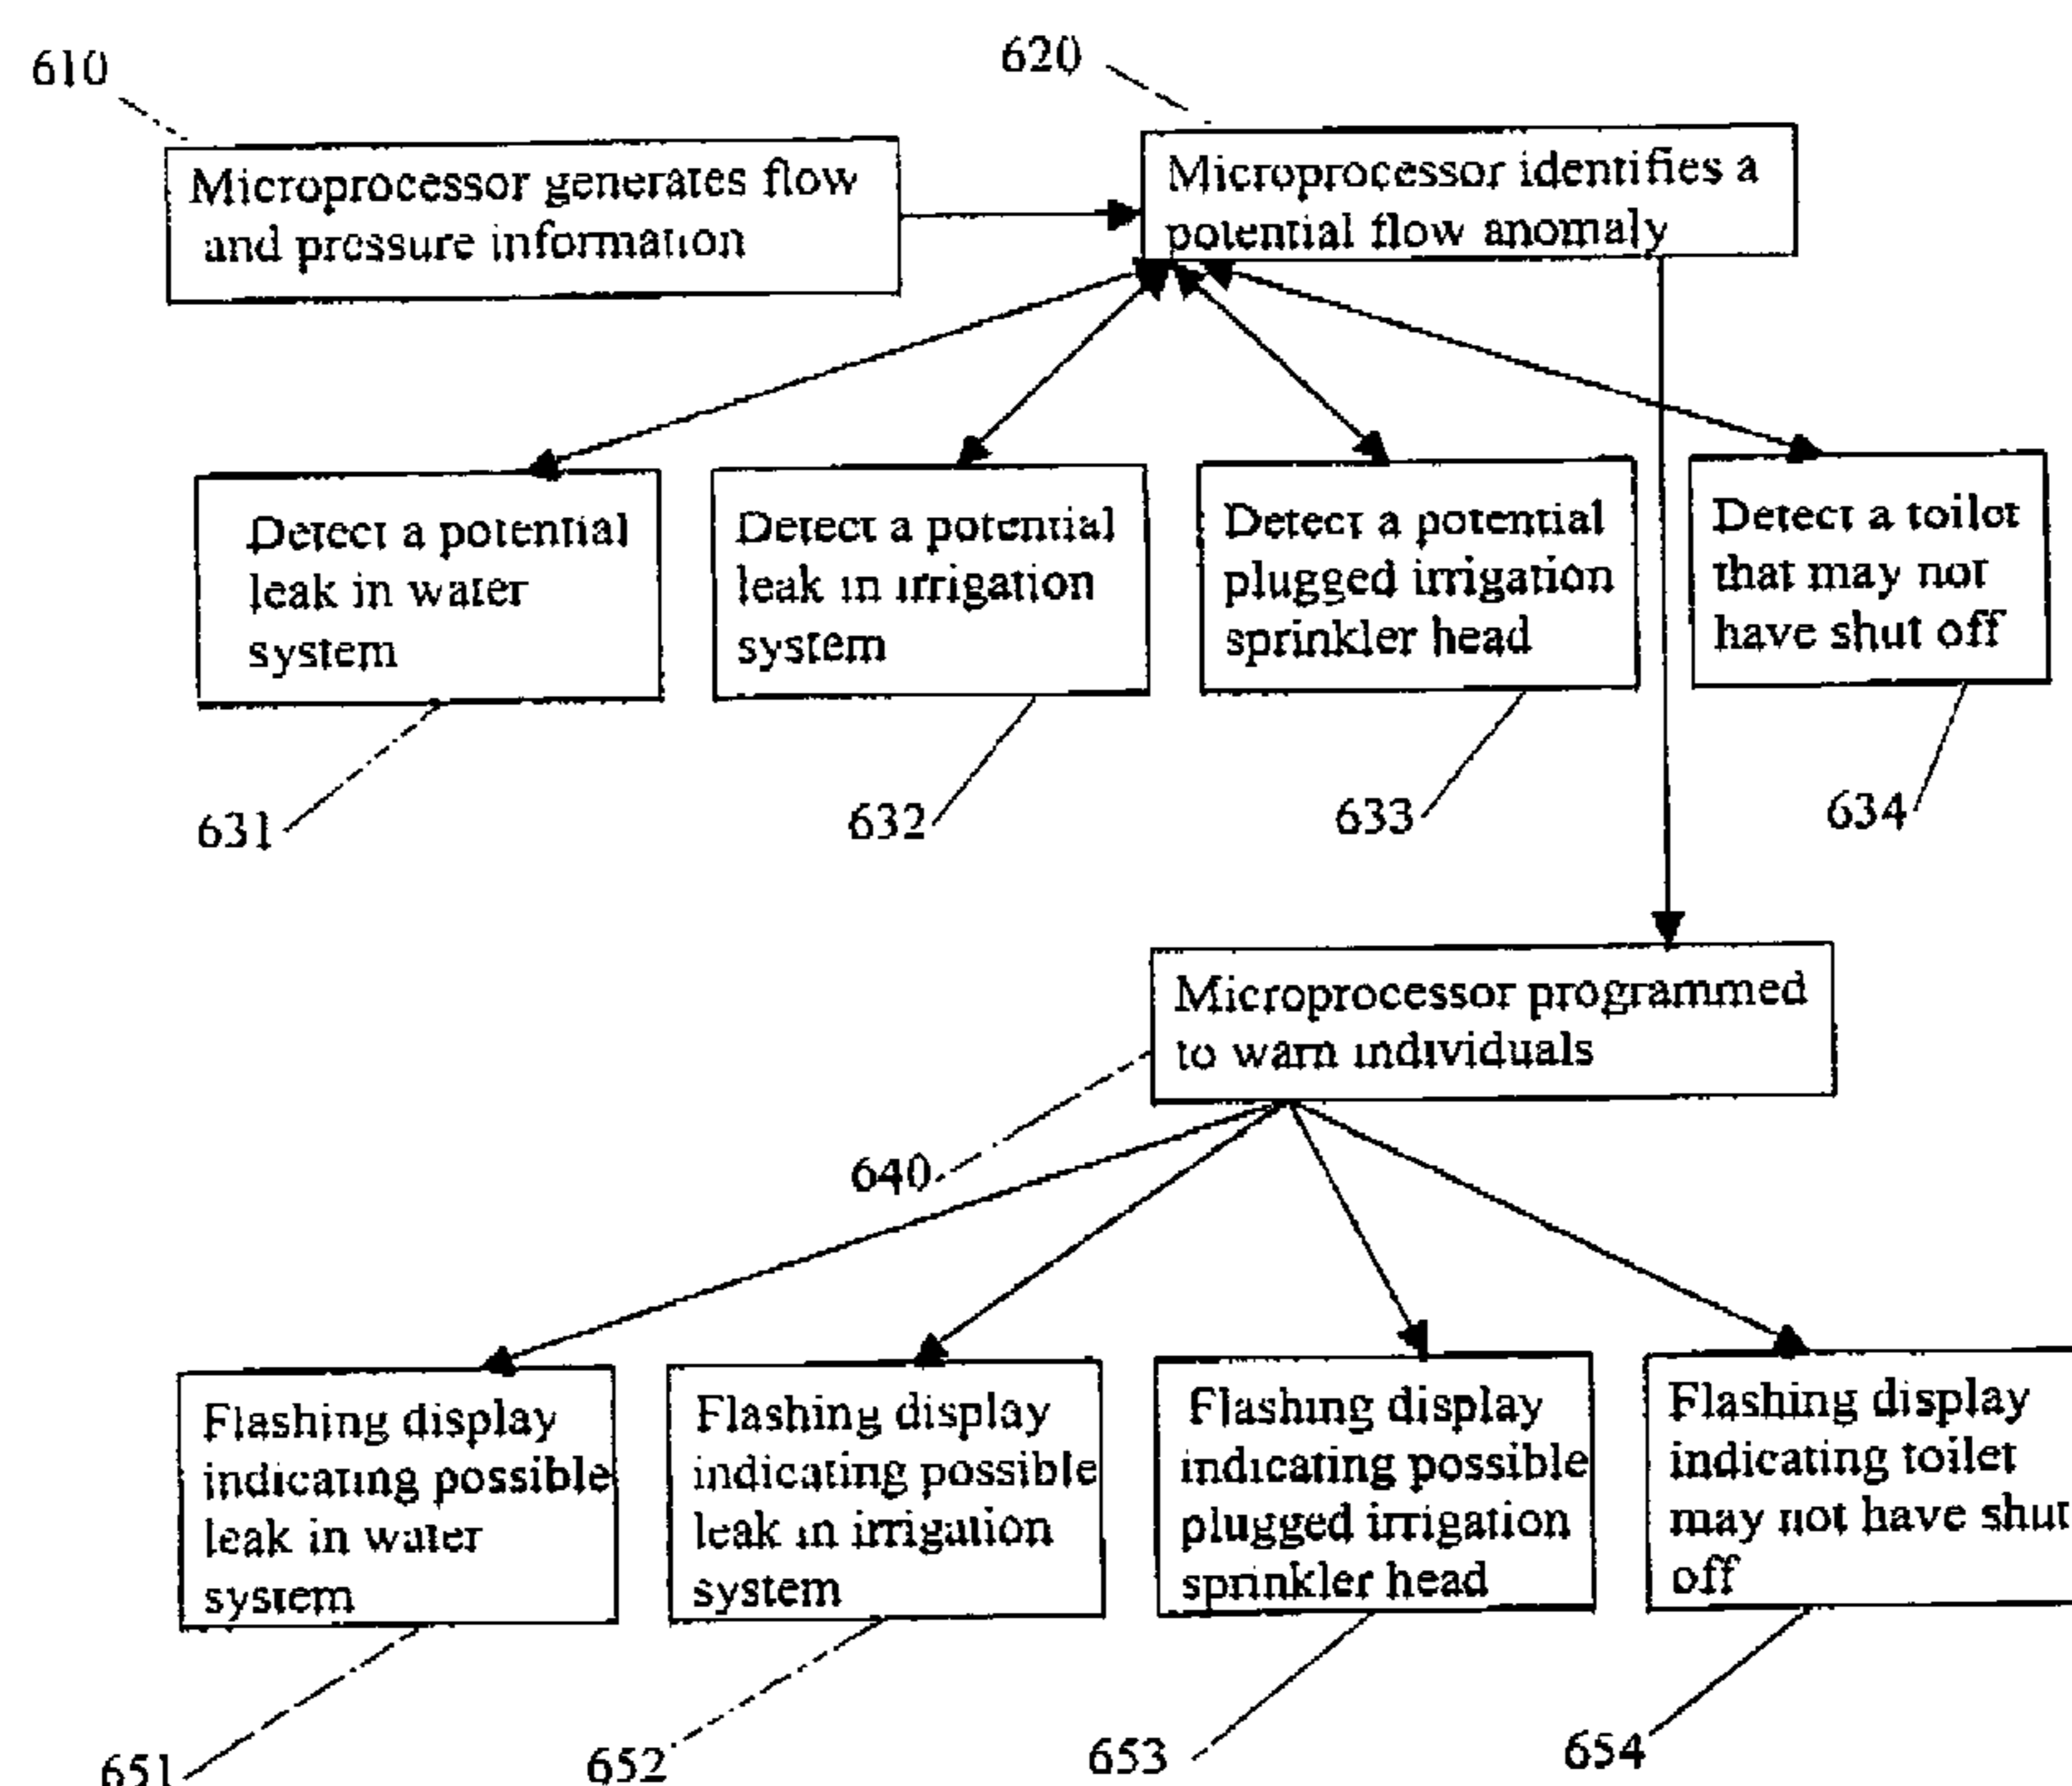 610
620
Microprocessor generates flow
and pressure information
Microprocessor identifies a
potential flow anomaly
Detect a potential
leak in water
system
Detect a potential
leak in irrigation
system
Detect a potential
plugged irrigation
sprinkler head
Detect a toilet
that may not
have shut off
631
632
633
634
Microprocessor programmed
to warn individuals
640
Flashing display
indicating possible
leak in water
system
Flashing display
indicating possible
leak in irrigation
system
Flashing display
indicating possible
plugged irrigation
sprinkler head
Flashing display
indicating toilet
may not have shut
off
651
652
653
654